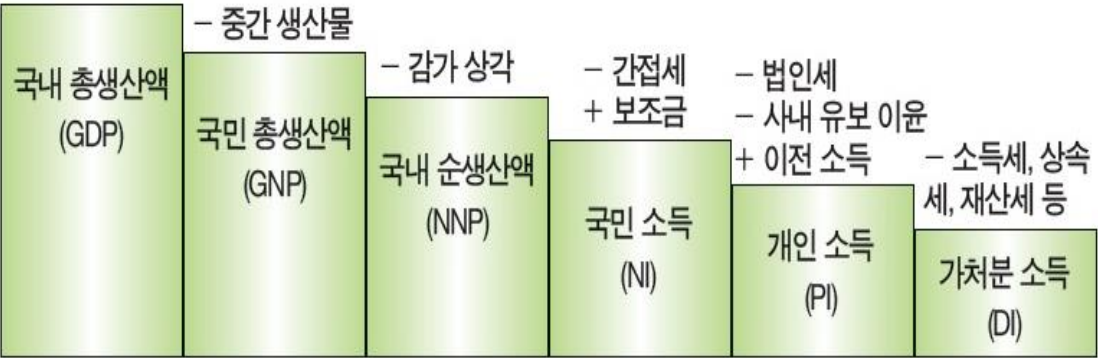 국내 총생산액
(GDP)
− 중간 생산물
국민 총생산액
(GNP)
− 감가 상각
국내 순생산액
(NNP)
− 간접세
+ 보조금
국민 소득
(NI)
− 법인세
− 사내 유보 이윤
+ 이전 소득
개인 소득
(PI)
− 소득세, 상속
세, 재산세 등
가처분 소득
(DI)